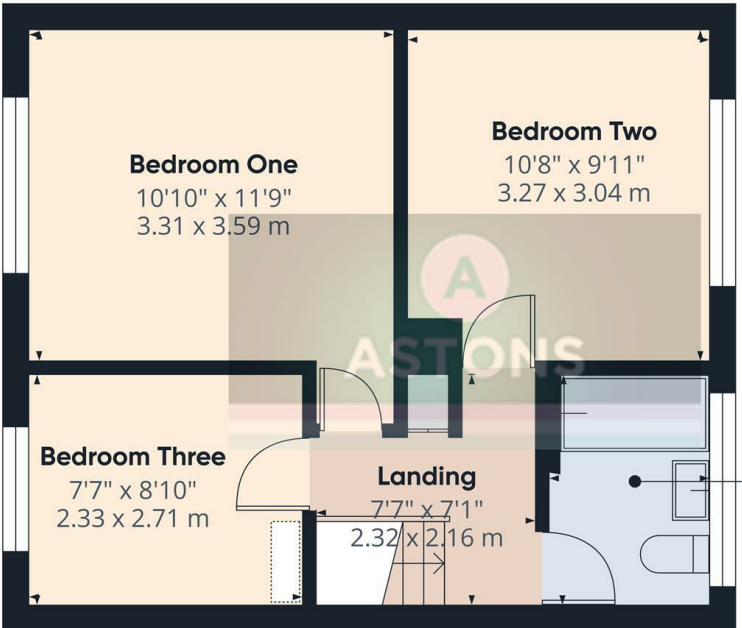 Bedroom One
10'10" x 11'9"
3.31 x 3.59 m
Bedroom Two
10'8" x 9'11"
3.27 x 3.04 m
A
ASTONS
Bedroom Three
7'7" x 8'10"
2.33 x 2.71 m
Landing
7'7" x 7'1"
2.32 x 2.16 m